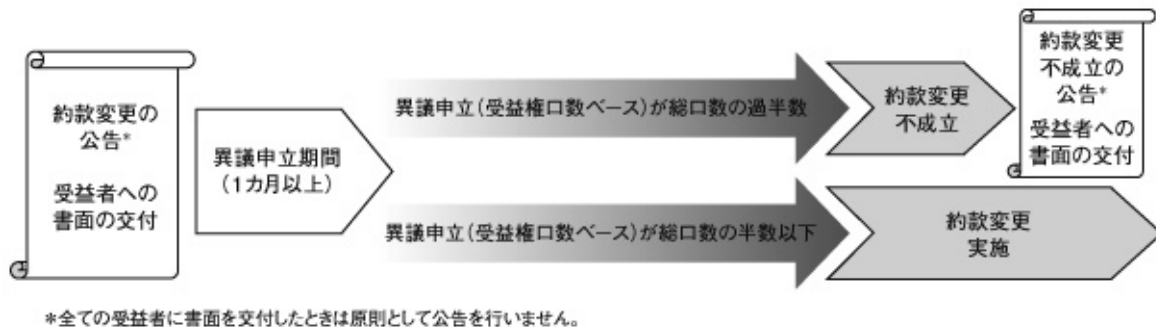 約款変更の
公告*
受益者への
書面の交付
異議申立期間
(1カ月以上)
異議申立(受益権口数ベース)が総口数の過半数
約款変更
不成立
約款変更
不成立の
公告*
受益者への
書面の交付
異議申立(受益権口数ベース)が総口数の半数以下
約款変更
実施
*全ての受益者に書面を交付したときは原則として公告を行いません。